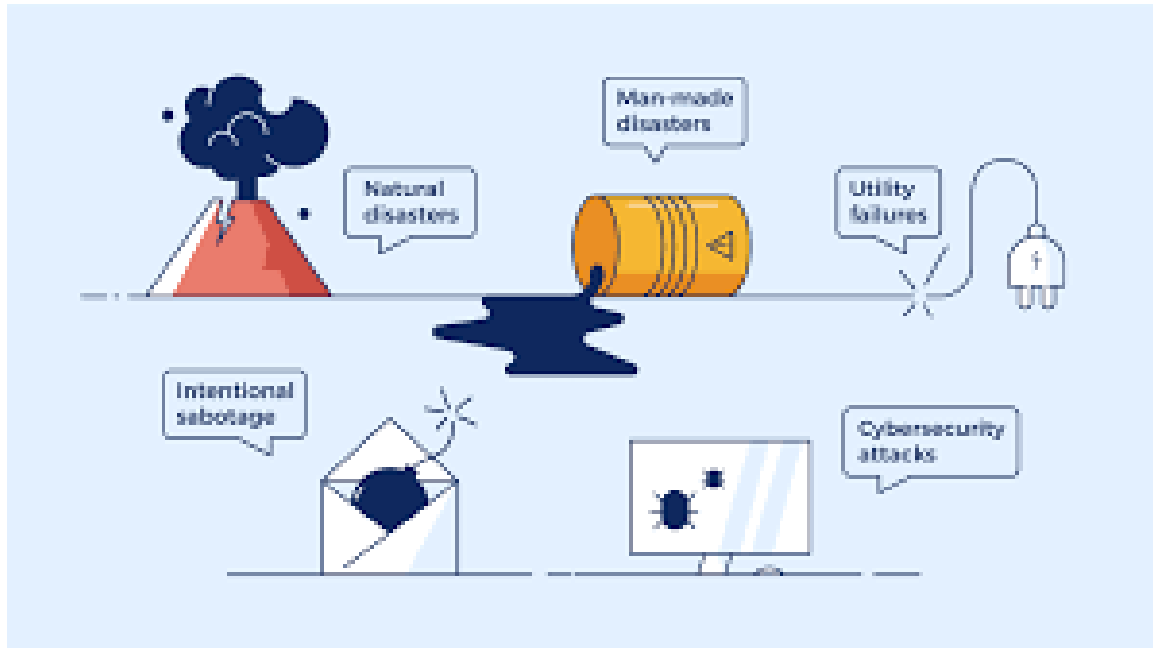 Man-made
disasters
Natural
disasters
Utility
failures
Intentional
sabotage
Cybersecurity
attacks